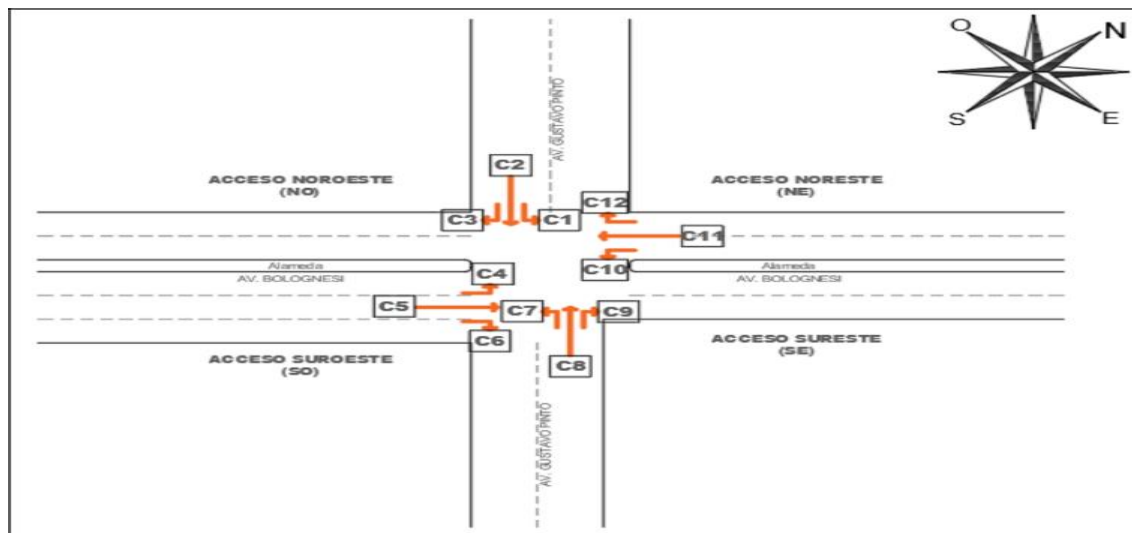 O
N
S
E
AV. GUSTAVO PINTO
C2
ACCESO NOROESTE
(NO)
ACCESO NORESTE
(NE)
C3
C1
C12
C11
Alameda
AV. BOLOGNESI
C4
C10
Alameda
AV. BOLOGNESI
C5
C7
C9
C6
ACCESO SUROESTE
(SO)
ACCESO SURESTE
(SE)
C8
AV. GUSTAVO PINTO